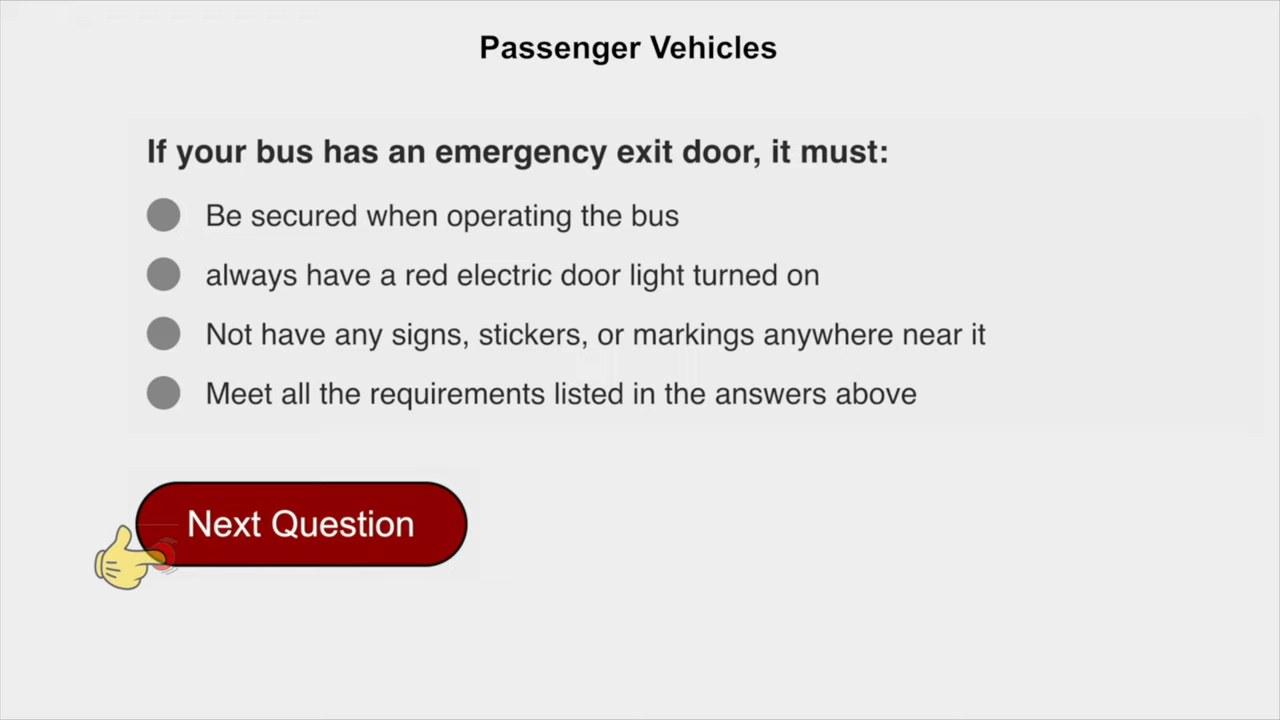 Passenger Vehicles
If your bus has an emergency exit door, it must:
Be secured when operating the bus
always have a red electric door light turned on
Not have any signs, stickers, or markings anywhere near it
Meet all the requirements listed in the answers above
Next Question